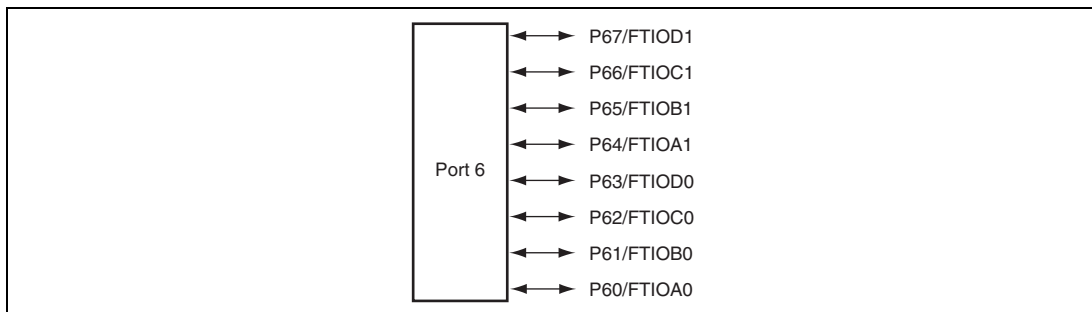 P67/FTIOD1
P66/FTIOC1
P65/FTIOB1
P64/FTIOA1
Port 6
P63/FTIOD0
P62/FTIOC0
P61/FTIOB0
P60/FTIOA0